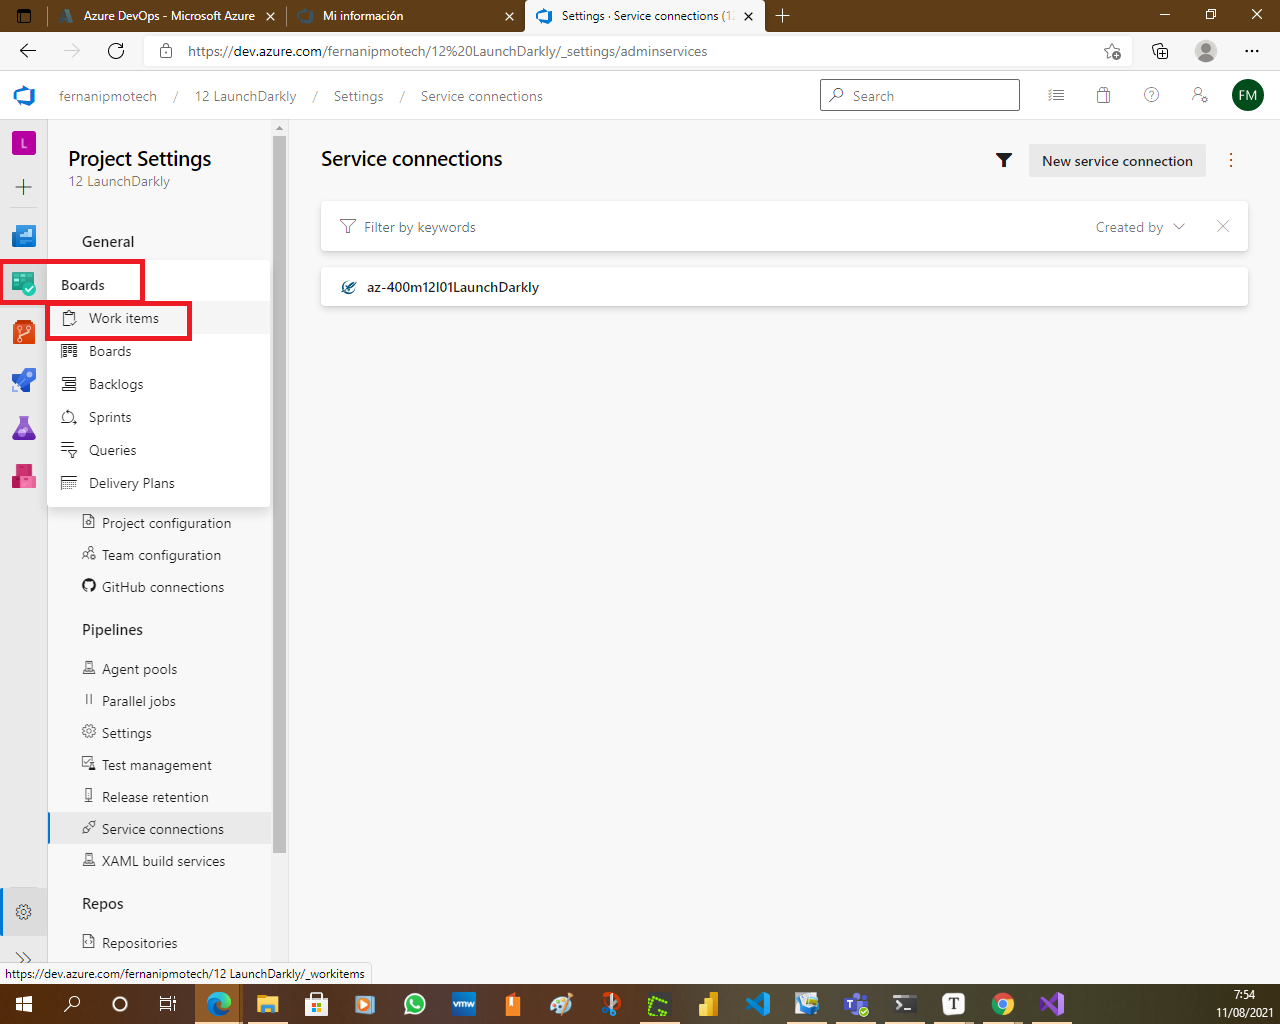 Azure DevOps - Microsoft Azure
Mi información
Settings · Service connections (12
https://dev.azure.com/fernanipmotech/12%20LaunchDarkly/_settings/adminservices
fernanipmotech / 12 LaunchDarkly / Settings / Service connections
Search
FM
L
Project Settings
12 LaunchDarkly
General
Boards
Work items
Boards
Backlogs
Sprints
Queries
Delivery Plans
Project configuration
Team configuration
GitHub connections
Pipelines
Agent pools
Parallel jobs
Settings
Test management
Release retention
Service connections
XAML build services
Repos
Repositories
https://dev.azure.com/fernanipmotech/12 LaunchDarkly/_workitems
Service connections
New service connection
Filter by keywords
Created by
az-400m12l01LaunchDarkly
vmw
T
7:54
11/08/2021